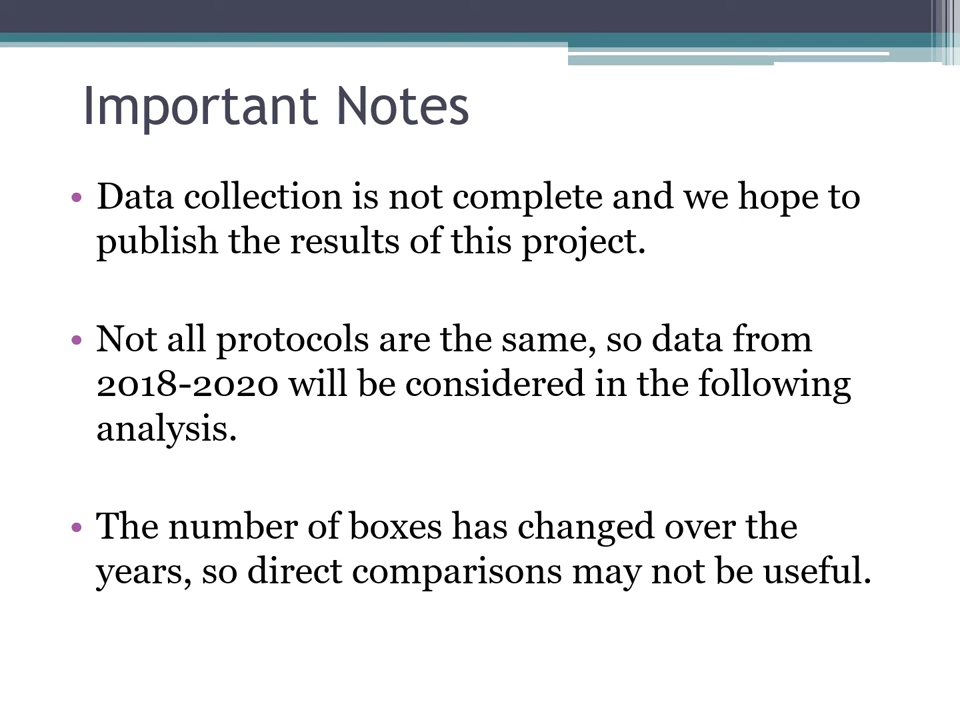 Important Notes
• Data collection is not complete and we hope to
publish the results of this project.
• Not all protocols are the same, so data from
2018-2020 will be considered in the following
analysis.
• The number of boxes has changed over the
years, so direct comparisons may not be useful.